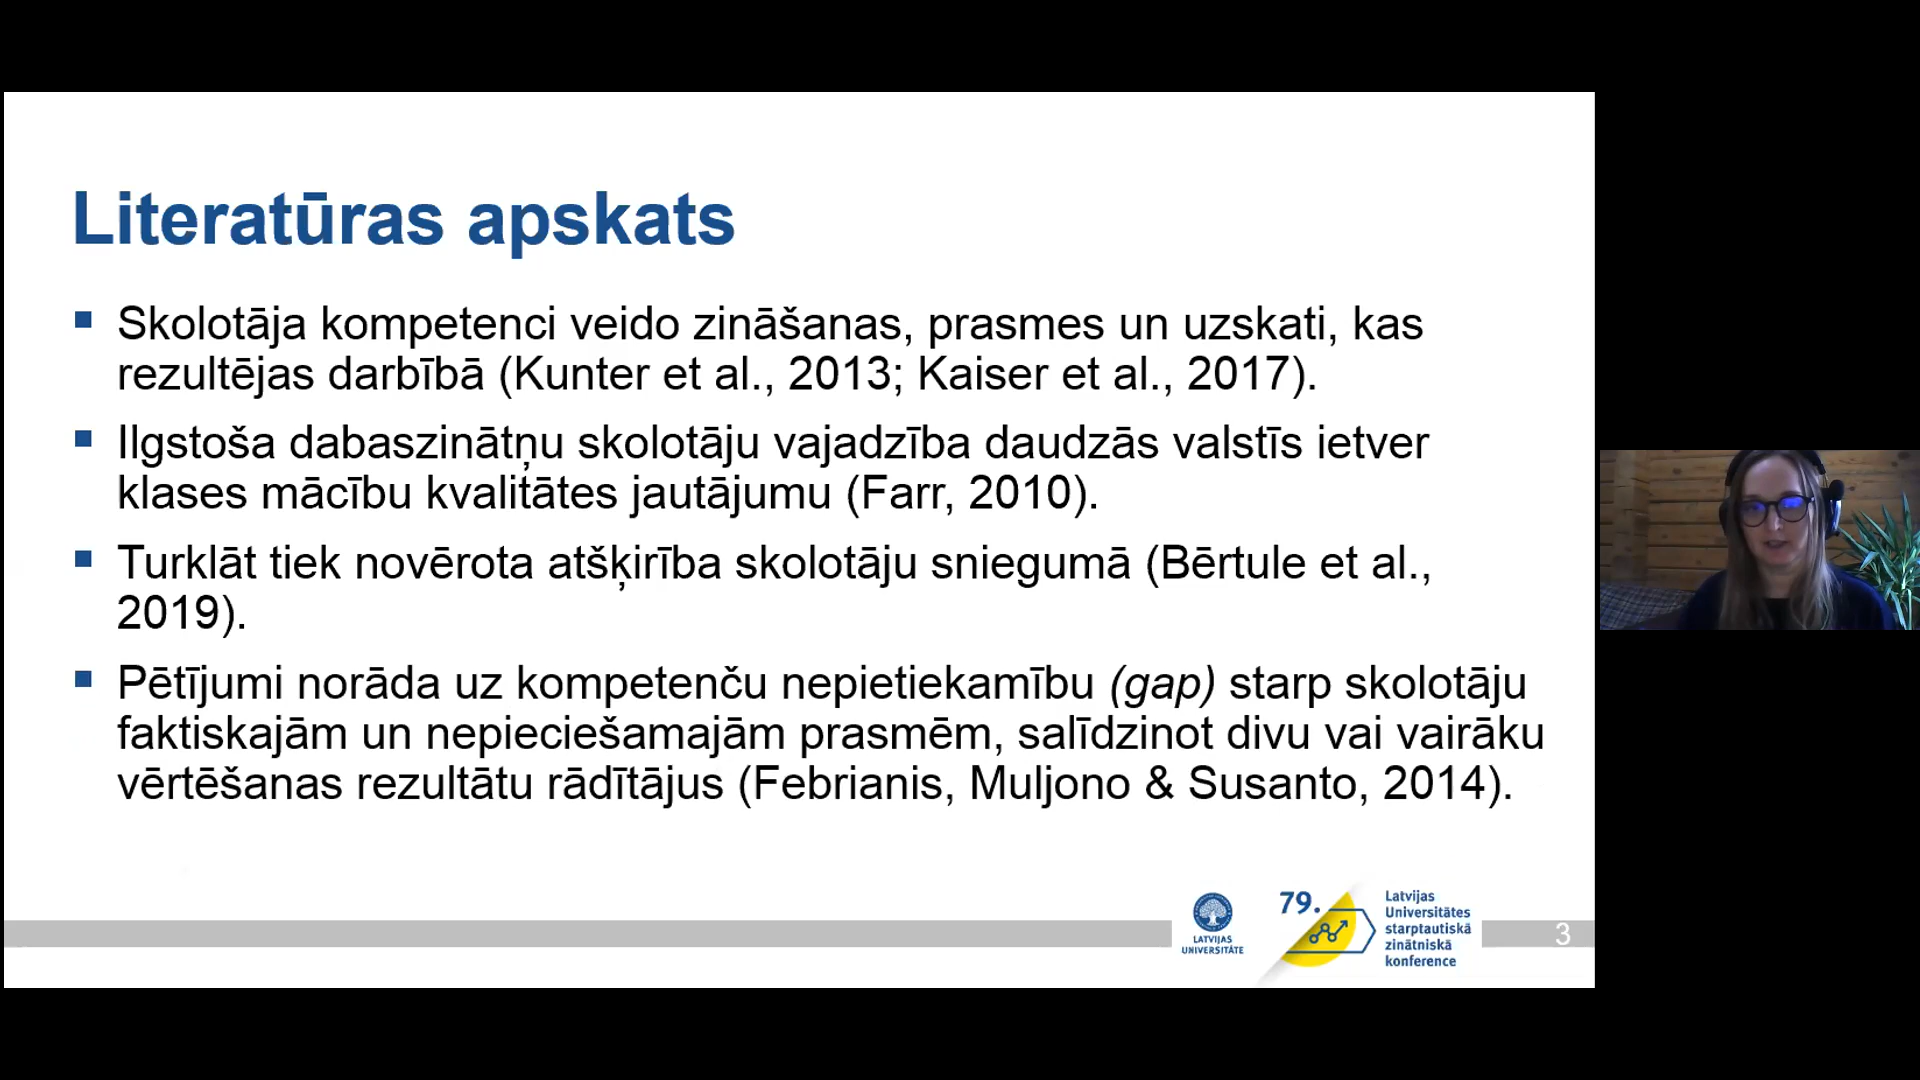 Literatūras apskats
Skolotāja kompetenci veido zināšanas, prasmes un uzskati, kas
rezultējas darbībā (Kunter et al., 2013; Kaiser et al., 2017).
Ilgstoša dabaszinātņu skolotāju vajadzība daudzās valstīs ietver
klases mācību kvalitātes jautājumu (Farr, 2010).
Turklāt tiek novērota atšķirība skolotāju sniegumā (Bērtule et al.,
2019).
Pētījumi norāda uz kompetenču nepietiekamību (gap) starp skolotāju
faktiskajām un nepieciešamajām prasmēm, salīdzinot divu vai vairāku
vērtēšanas rezultātu rādītājus (Febrianis, Muljono & Susanto, 2014).
LATVIJAS
UNIVERSITĀTE
79.
Latvijas
Universitātes
starptautiskā
zinātniskā
konference
3